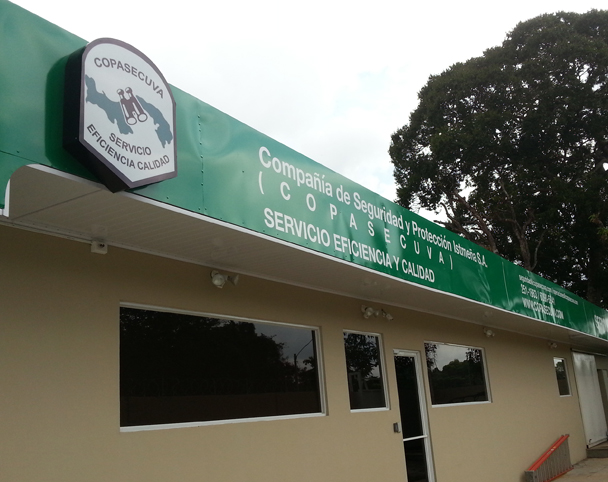 COPASECUVA
SERVICIO
EFICIENCIA CALIDAD
Compañía de Seguridad y Protección Istmeña S.A.
( C O P A S E C U V A )
SERVICIO EFICIENCIA Y CALIDAD